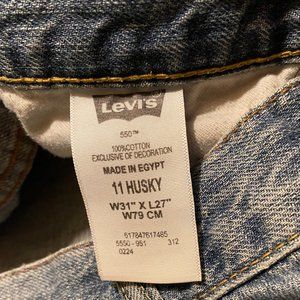 Levi's
550™
100%COTTON
EXCLUSIVE OF DECORATION
MADE IN EGYPT
11 HUSKY
W31" X L27"
W79 CM
617847617485
5550 - 951 312
0224